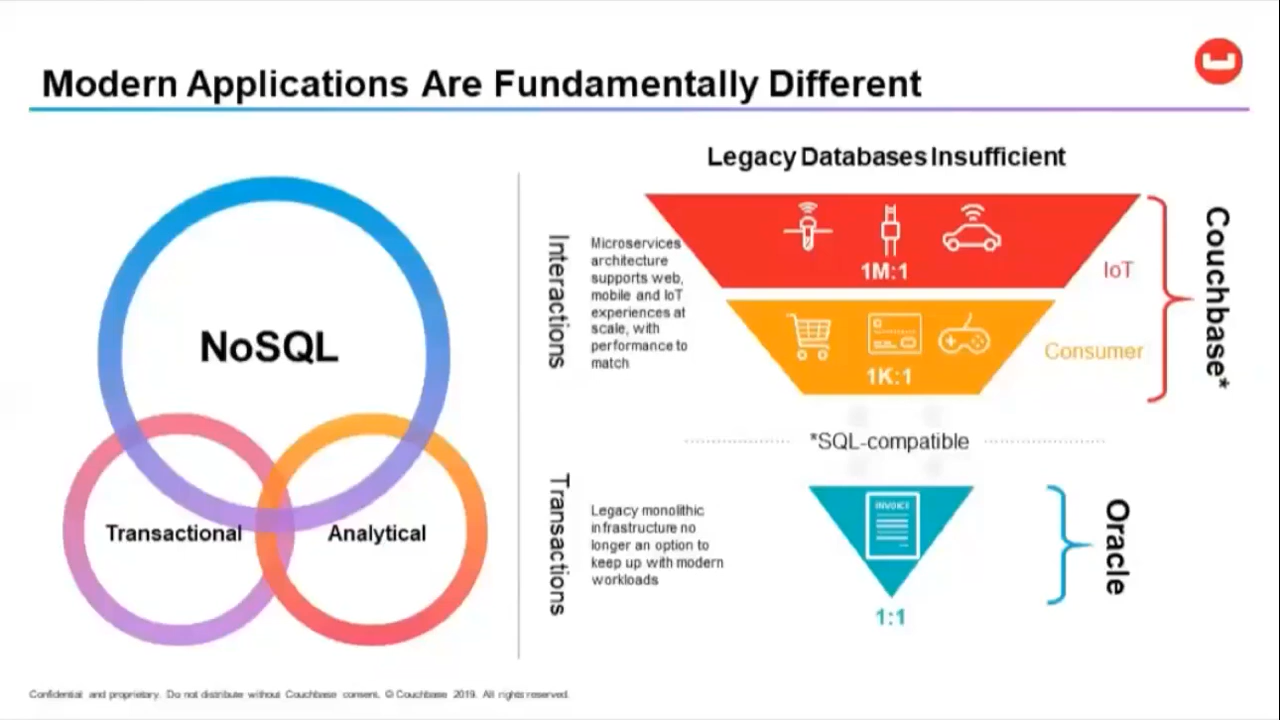 Modern Applications Are Fundamentally Different
NoSQL
Transactional
Analytical
Legacy Databases Insufficient
Interactions
Microservices
architecture
supports web,
mobile and IoT
experiences at
scale, with
performance to
match
1M:1
IoT
1K:1
Consumer
Couchbase*
*SQL-compatible
Transactions
Legacy monolithic
infrastructure no
longer an option to
keep up with modern
workloads
INVOICE
1:1
Oracle
Confidential and proprietary. Do not distribute without Couchbase consent. © Couchbase 2019. All rights reserved.